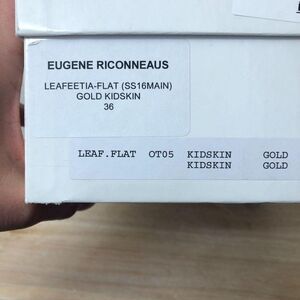 EUGENE RICONNEAUS
LEAFEETIA-FLAT (SS16MAIN)
GOLD KIDSKIN
36
LEAF.FLAT OT05 KIDSKIN GOLD
KIDSKIN GOLD